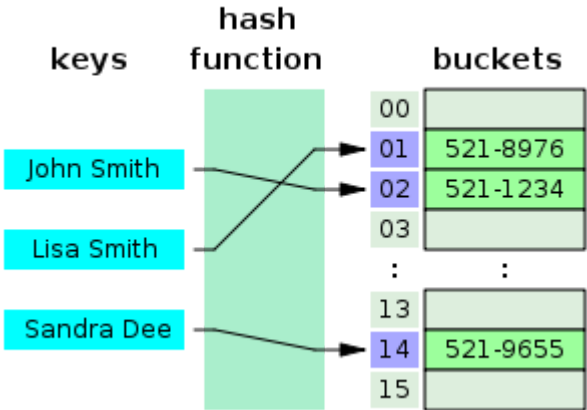 keys
hash
function
buckets
John Smith
Lisa Smith
Sandra Dee
00
01 521-8976
02 521-1234
03
: :
13
14 521-9655
15